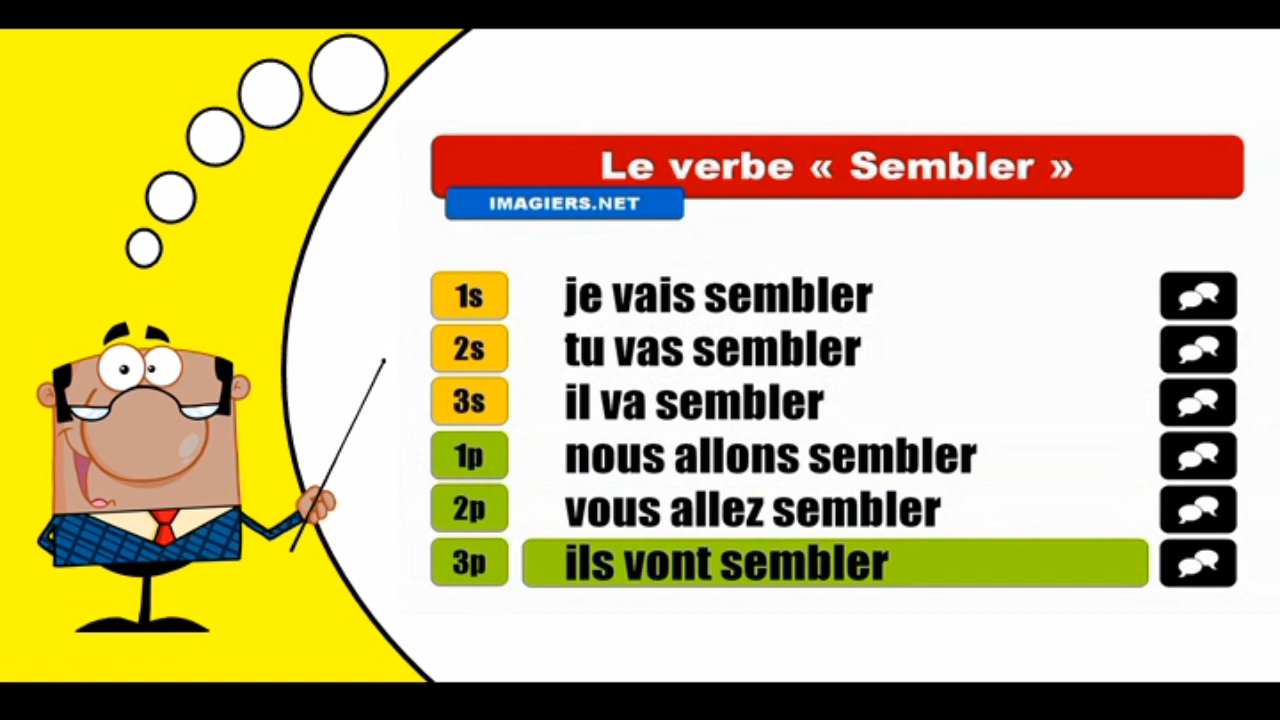 Le verbe « Sembler »
IMAGIERS.NET
1s je vais sembler
2s tu vas sembler
3s il va sembler
1p nous allons sembler
2p vous allez sembler
3p ils vont sembler